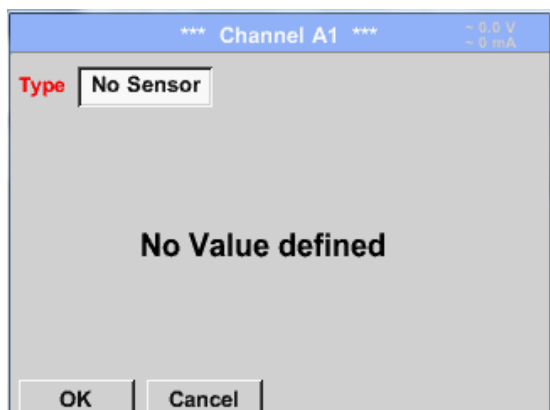 *** Channel A1 ***
~ 0.0 V
~ 0 mA
Type No Sensor
No Value defined
OK Cancel